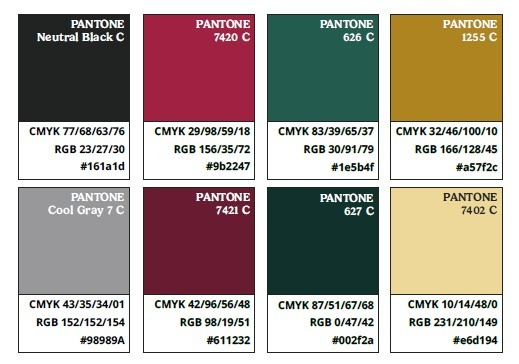 PANTONE
Neutral Black C
CMYK 77/68/63/76
RGB 23/27/30
#161a1d
PANTONE
7420 C
CMYK 29/98/59/18
RGB 156/35/72
#9b2247
PANTONE
626 C
CMYK 83/39/65/37
RGB 30/91/79
#1e5b4f
PANTONE
1255 C
CMYK 32/46/100/10
RGB 166/128/45
#a57f2c
PANTONE
Cool Gray 7 C
CMYK 43/35/34/01
RGB 152/152/154
#98989A
PANTONE
7421 C
CMYK 42/96/56/48
RGB 98/19/51
#611232
PANTONE
627 C
CMYK 87/51/67/68
RGB 0/47/42
#002f2a
PANTONE
7402 C
CMYK 10/14/48/0
RGB 231/210/149
#e6d194